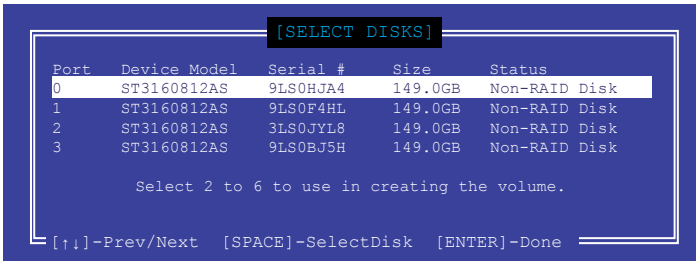 [SELECT DISKS]
Port Device Model Serial # Size Status
0 ST3160812AS 9LS0HJA4 149.0GB Non-RAID Disk
1 ST3160812AS 9LS0F4HL 149.0GB Non-RAID Disk
2 ST3160812AS 3LS0JYL8 149.0GB Non-RAID Disk
3 ST3160812AS 9LS0BJ5H 149.0GB Non-RAID Disk
Select 2 to 6 to use in creating the volume.
[↑↓]-Prev/Next [SPACE]-SelectDisk [ENTER]-Done